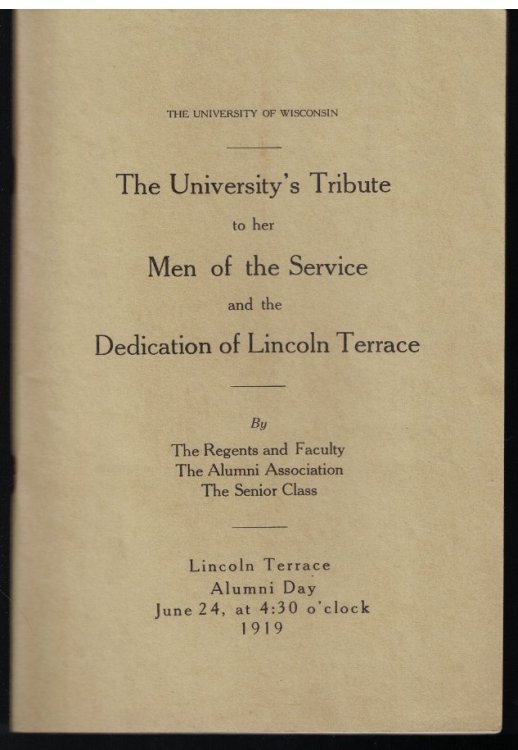 THE UNIVERSITY OF WISCONSIN
The University's Tribute
to her
Men of the Service
and the
Dedication of Lincoln Terrace
By
The Regents and Faculty
The Alumni Association
The Senior Class
Lincoln Terrace
Alumni Day
June 24, at 4:30 o'clock
1919